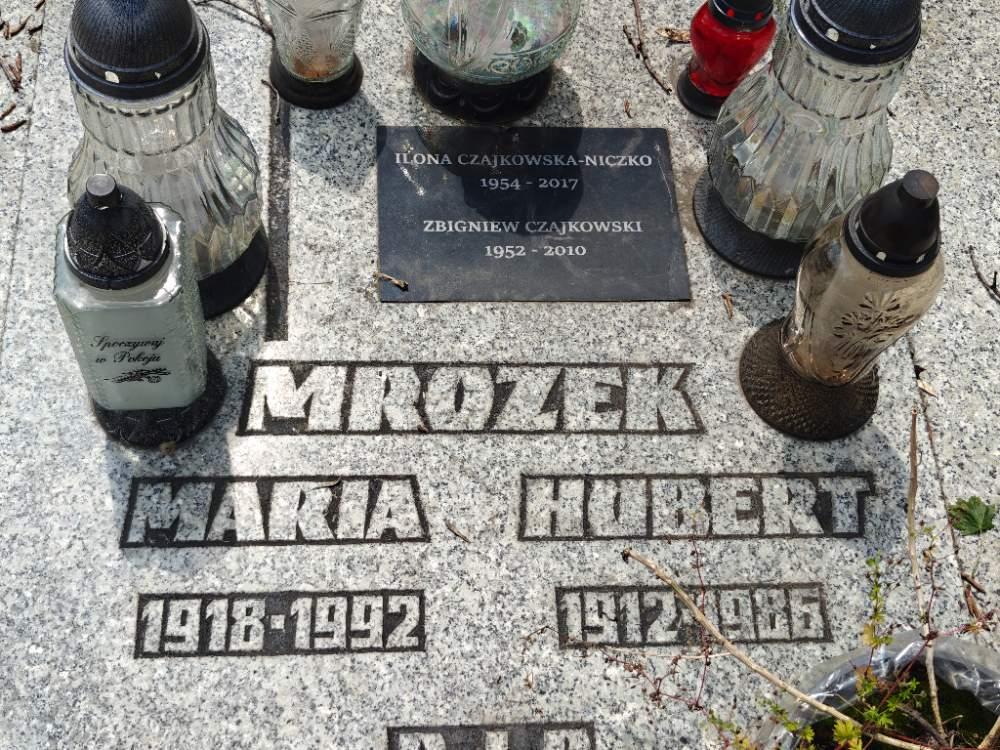 ILONA CZAJKOWSKA-NICZKO
1954 - 2017
ZBIGNIEW CZAJKOWSKI
1952 - 2010
Spoczywaj
w Pokoju
MROZEK
MARIA HUBERT
1918-1992 1912-1986
R.I.P